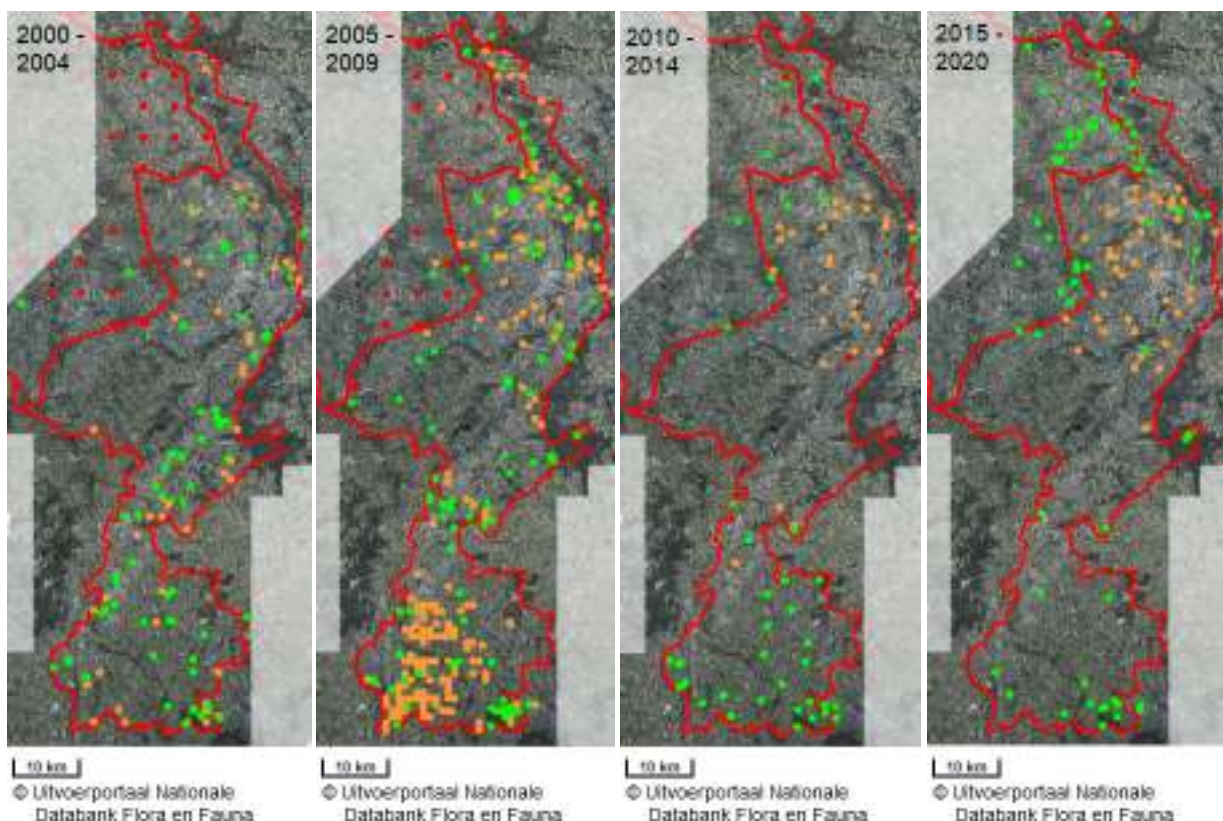 2000 -
2004
2005 -
2009
2010 -
2014
2015 -
2020
10 km
10 km
10 km
10 km
© Uitvoerportaal Nationale
Databank Flora en Fauna
© Uitvoerportaal Nationale
Databank Flora en Fauna
© Uitvoerportaal Nationale
Databank Flora en Fauna
© Uitvoerportaal Nationale
Databank Flora en Fauna